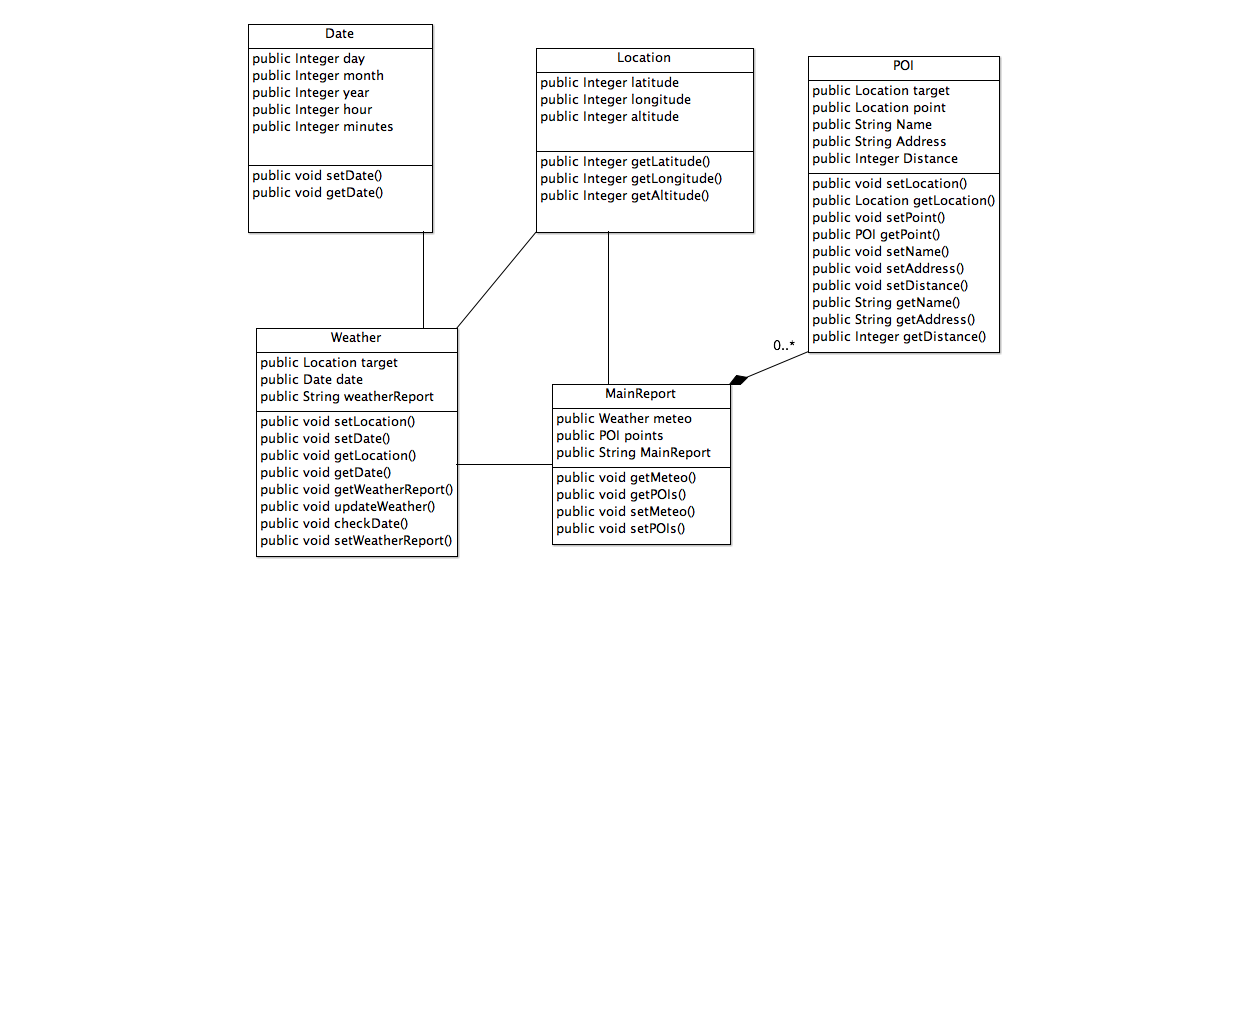 Date
public Integer day
public Integer month
public Integer year
public Integer hour
public Integer minutes
public void setDate()
public void getDate()
Location
public Integer latitude
public Integer longitude
public Integer altitude
public Integer getLatitude()
public Integer getLongitude()
public Integer getAltitude()
POI
public Location target
public Location point
public String Name
public String Address
public Integer Distance
public void setLocation()
public Location getLocation()
public void setPoint()
public POI getPoint()
public void setName()
public void setAddress()
public void setDistance()
public String getName()
public String getAddress()
public Integer getDistance()
0..*
Weather
public Location target
public Date date
public String weatherReport
public void setLocation()
public void setDate()
public void getLocation()
public void getDate()
public void getWeatherReport()
public void updateWeather()
public void checkDate()
public void setWeatherReport()
MainReport
public Weather meteo
public POI points
public String MainReport
public void getMeteo()
public void getPOIs()
public void setMeteo()
public void setPOIs()